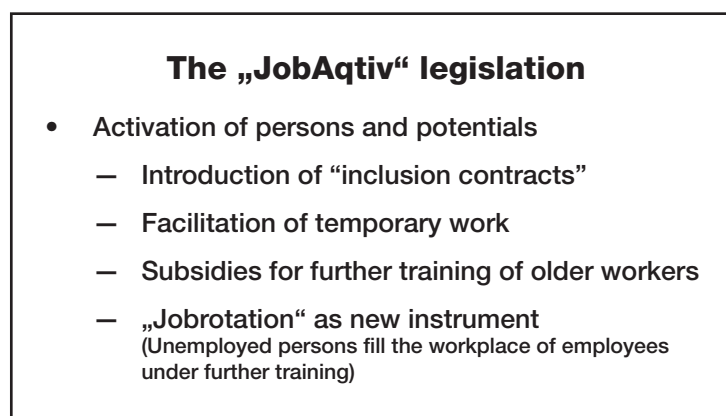 The „JobAqtiv“ legislation
• Activation of persons and potentials
— Introduction of “inclusion contracts”
— Facilitation of temporary work
— Subsidies for further training of older workers
— „Jobrotation“ as new instrument
(Unemployed persons fill the workplace of employees
under further training)